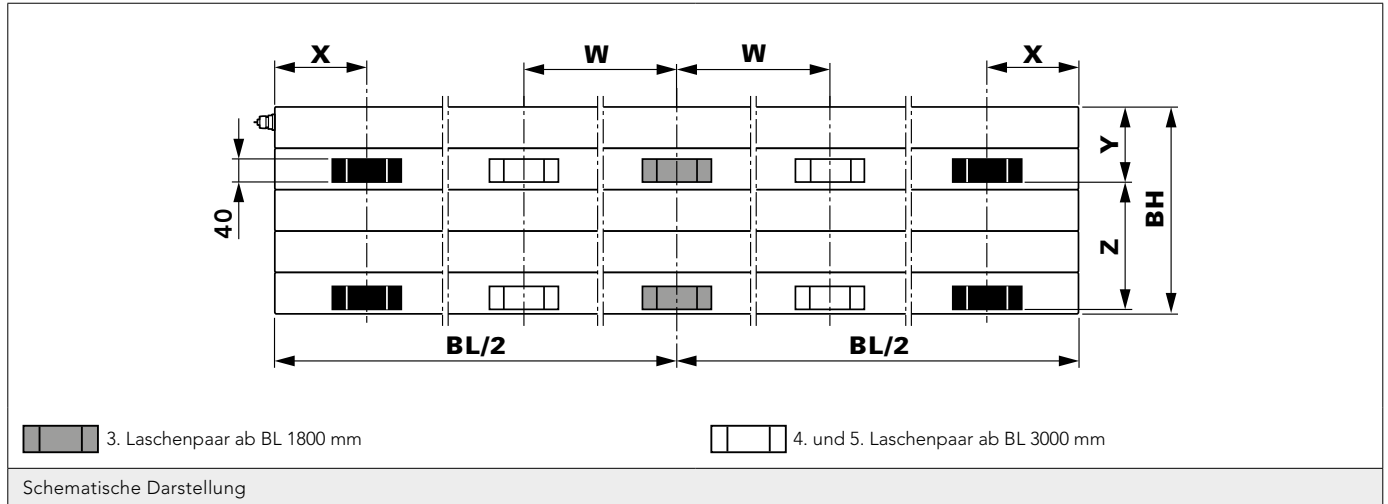 X W W X
40
Y
Z
BH
BL/2 BL/2
3. Laschenpaar ab BL 1800 mm
4. und 5. Laschenpaar ab BL 3000 mm
Schematische Darstellung